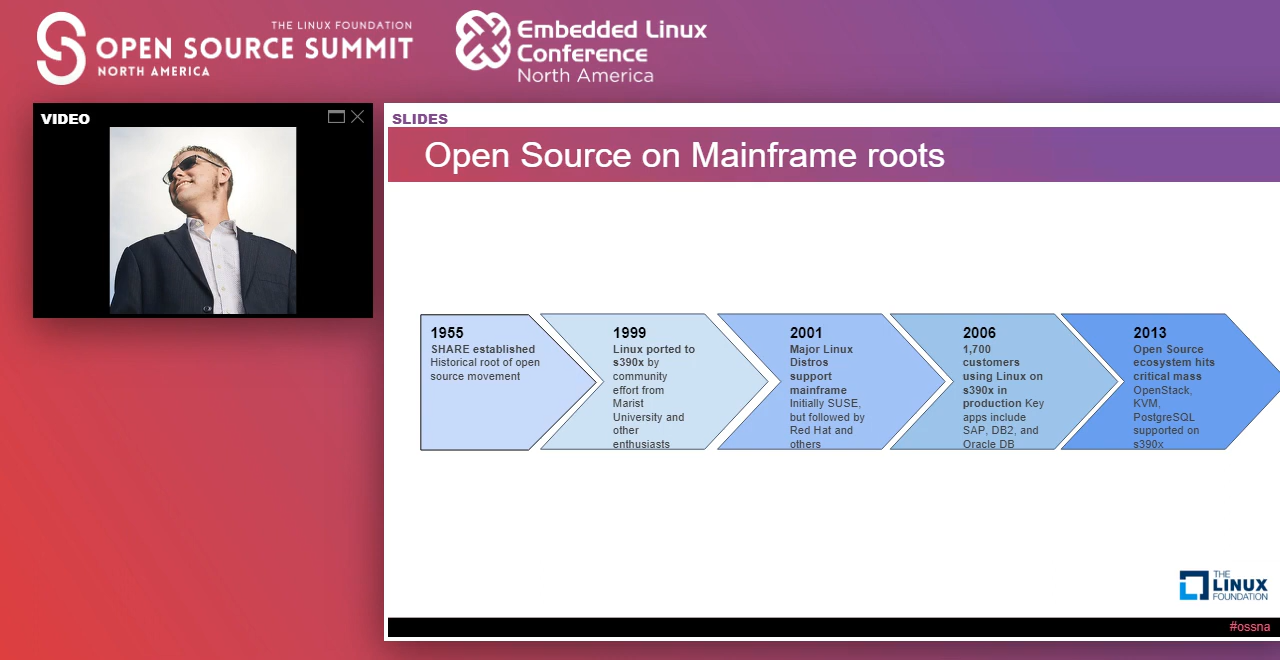 THE LINUX FOUNDATION
OPEN SOURCE SUMMIT
NORTH AMERICA
Embedded Linux
Conference
North America
VIDEO
SLIDES
Open Source on Mainframe roots
1955
SHARE established
Historical root of open
source movement
1999
Linux ported to
s390x by
community
effort from
Marist
University and
other
enthusiasts
2001
Major Linux
Distros
support
mainframe
Initially SUSE,
but followed by
Red Hat and
others
2006
1,700
customers
using Linux on
s390x in
production Key
apps include
SAP, DB2, and
Oracle DB
2013
Open Source
ecosystem hits
critical mass
OpenStack,
KVM,
PostgreSQL
supported on
s390x
THE
LINUX
FOUNDATION
#ossna